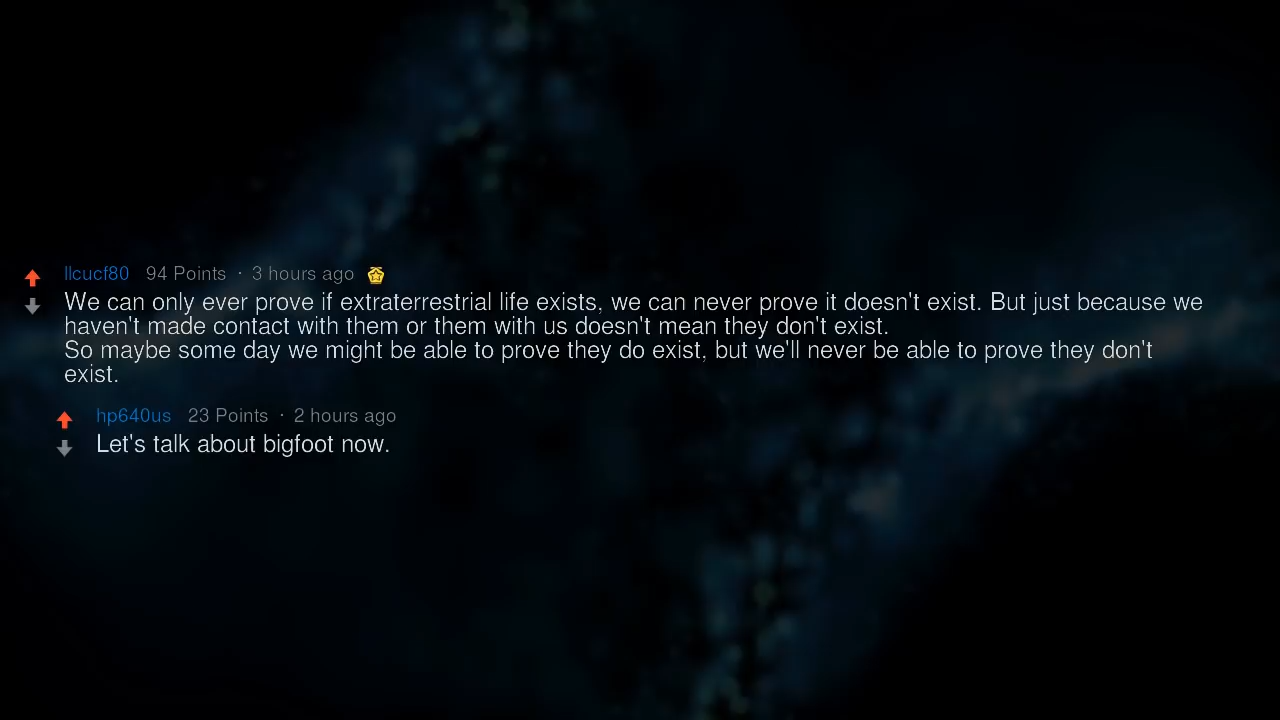 llcucf80 94 Points · 3 hours ago
We can only ever prove if extraterrestrial life exists, we can never prove it doesn't exist. But just because we
haven't made contact with them or them with us doesn't mean they don't exist.
So maybe some day we might be able to prove they do exist, but we'll never be able to prove they don't
exist.
hp640us 23 Points · 2 hours ago
Let's talk about bigfoot now.